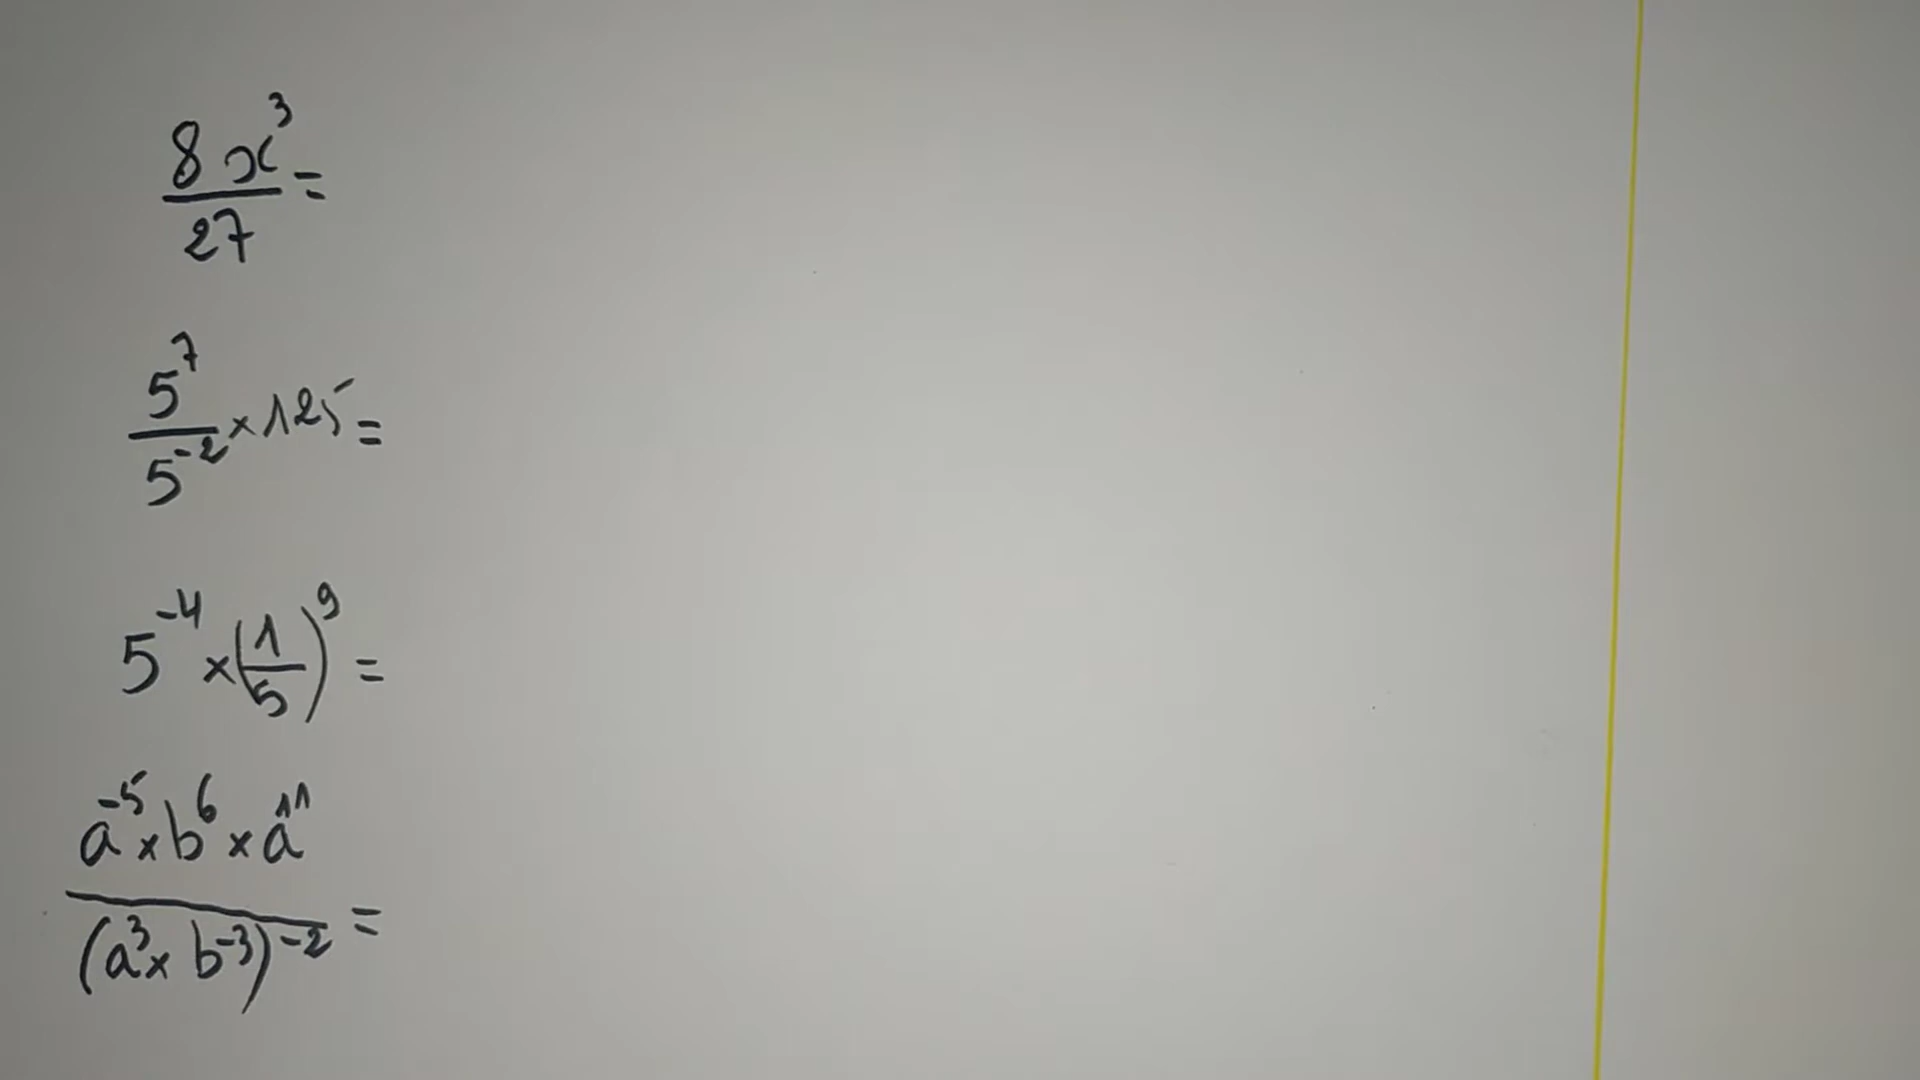 8x³/27 =
5⁷/5⁻² × 125 =
5⁻⁴ × (1/5)⁹ =
a⁻⁵ × b⁶ × a¹¹/(a³ × b⁻³)⁻² =